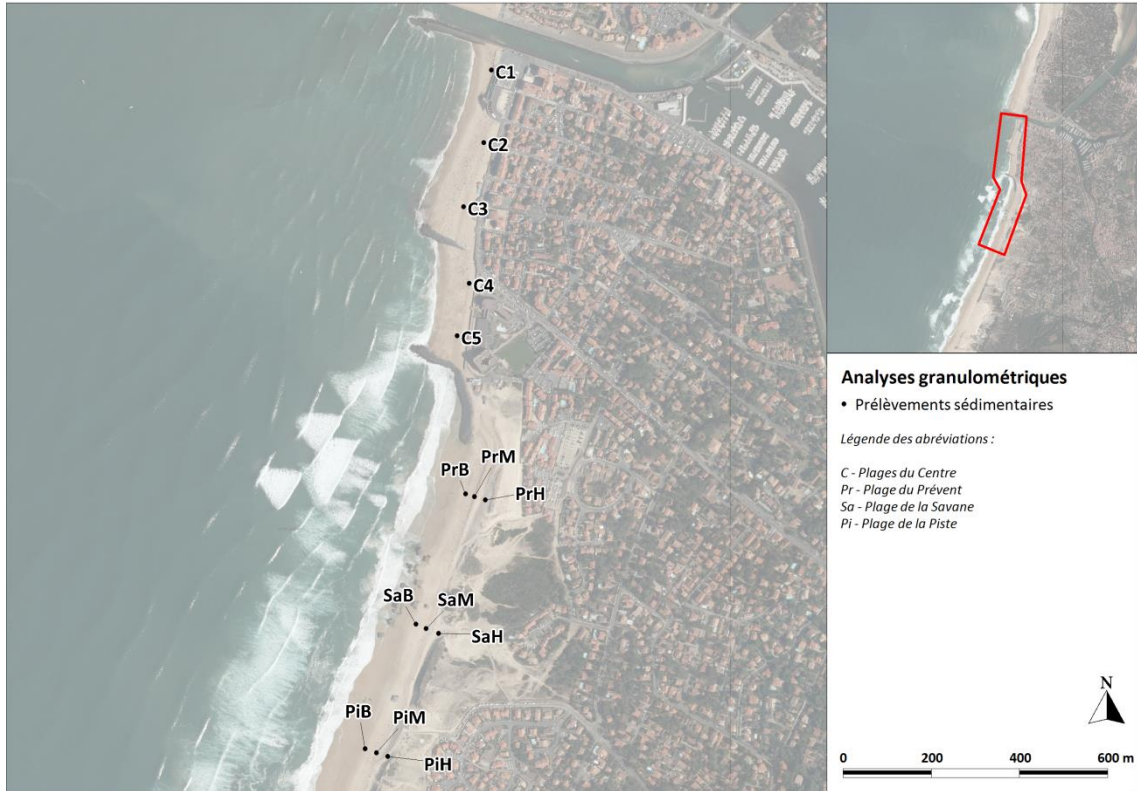 C1
C2
C3
C4
C5
PrB
PrM
PrH
SaB
SaM
SaH
PiB
PiM
PiH
Analyses granulométriques
• Prélèvements sédimentaires
Légende des abréviations :
C - Plages du Centre
Pr - Plage du Prévent
Sa - Plage de la Savane
Pi - Plage de la Piste
N
0 200 400 600 m